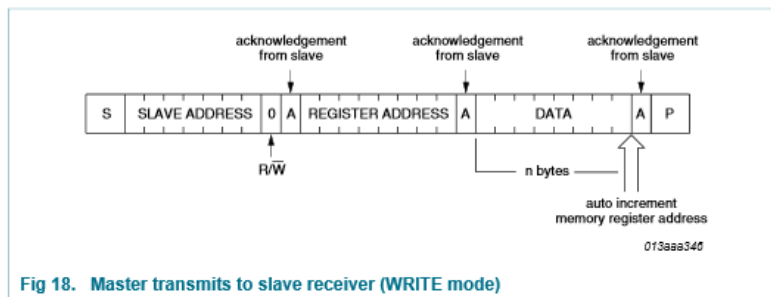 acknowledgement acknowledgement acknowledgement
from slave from slave from slave
S SLAVE ADDRESS 0 A REGISTER ADDRESS A DATA A P
R/W̅
n bytes
auto increment
memory register address
013aaa346
Fig 18. Master transmits to slave receiver (WRITE mode)